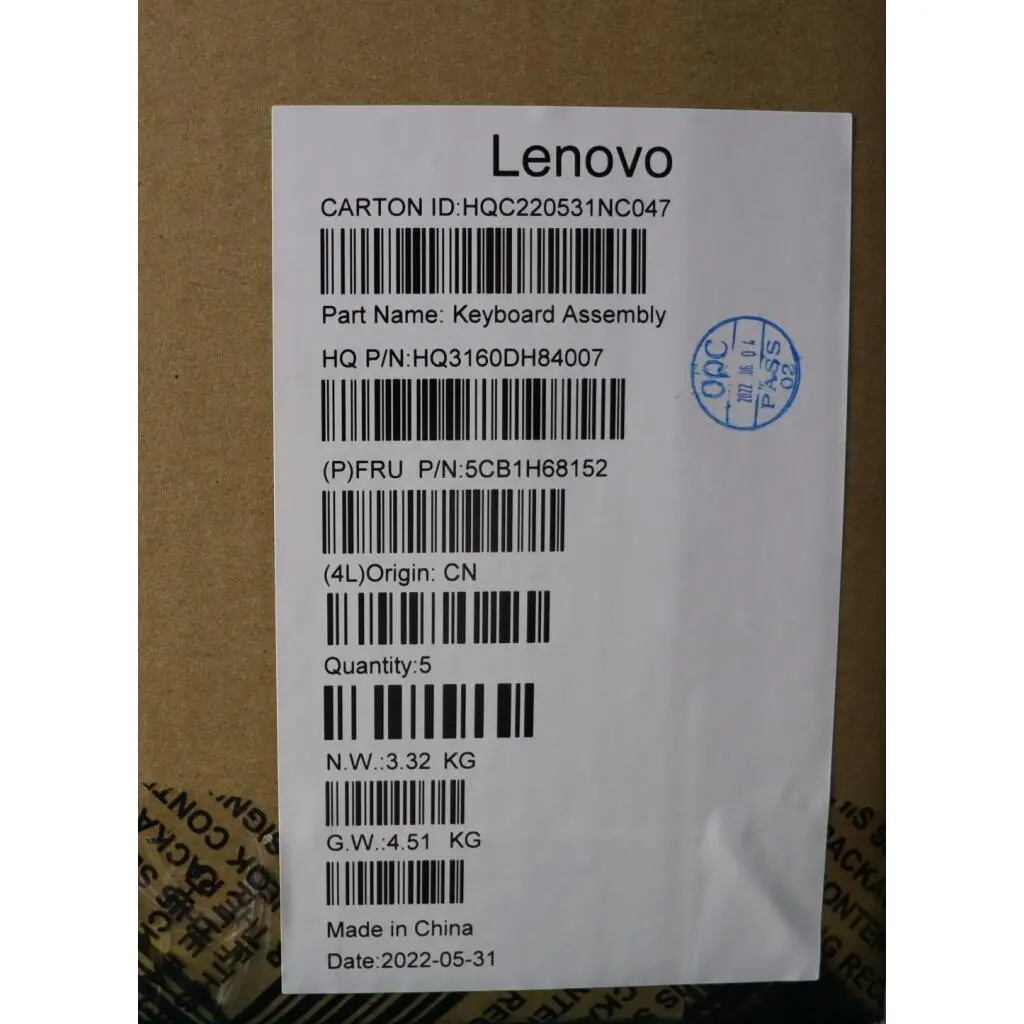 Lenovo
CARTON ID:HQC220531NC047
Part Name: Keyboard Assembly
HQ P/N:HQ3160DH84007
OQC
2022 06 04
PASS
02
(P)FRU P/N:5CB1H68152
(4L)Origin: CN
Quantity:5
N.W.:3.32 KG
G.W.:4.51 KG
Made in China
Date:2022-05-31